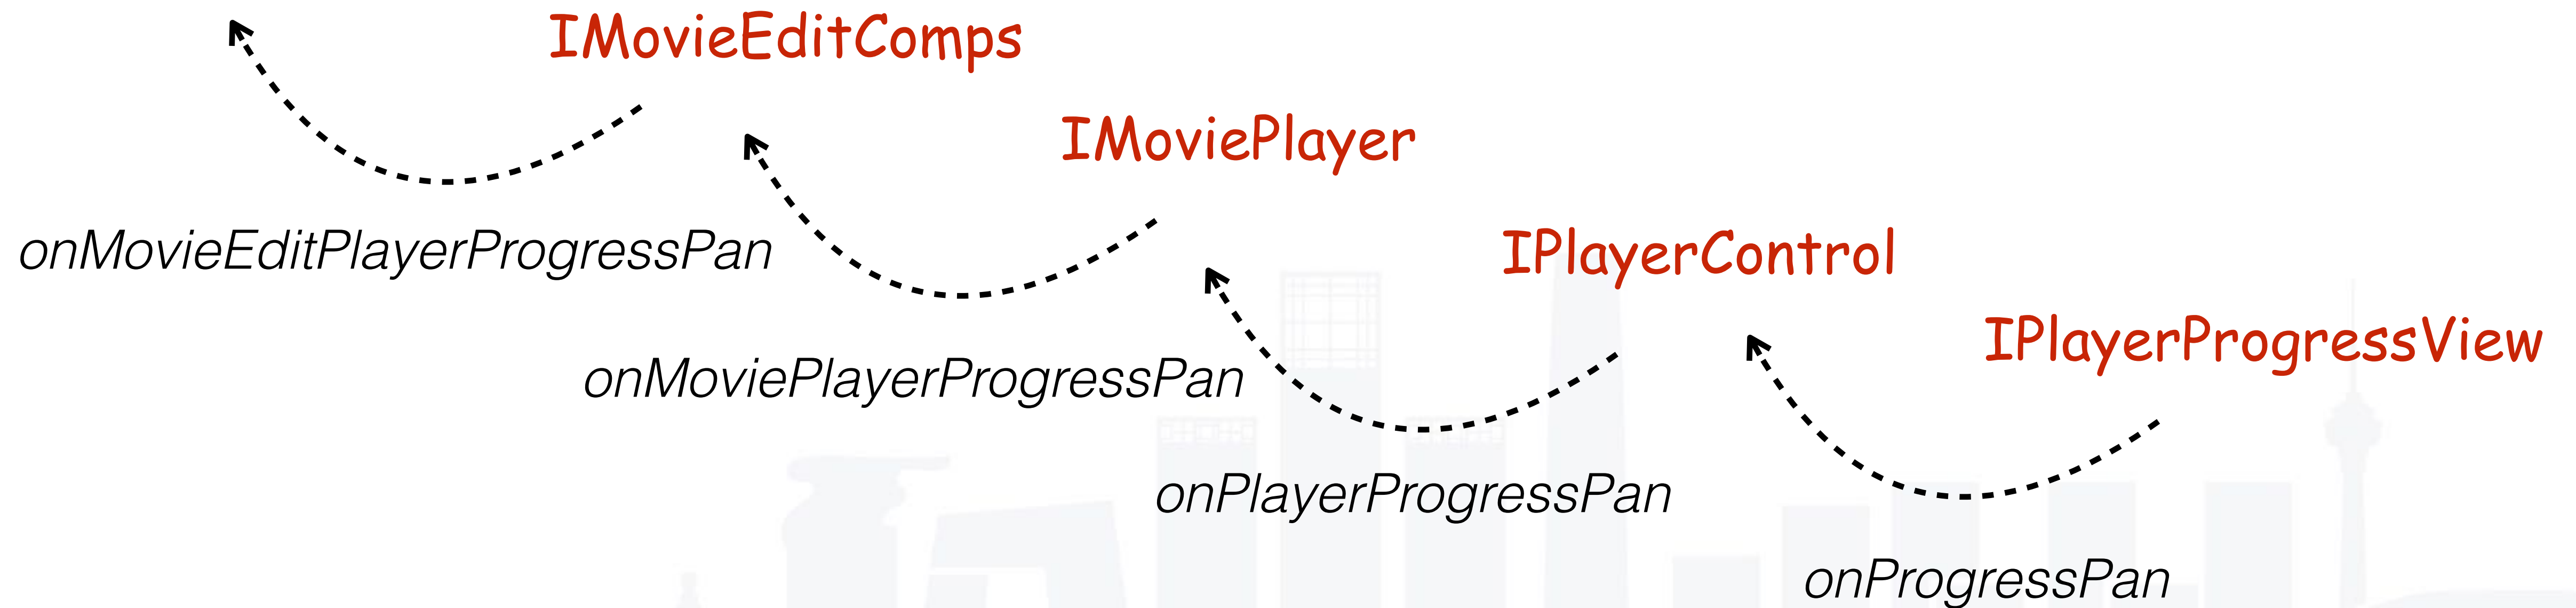 IMovieEditComps
IMoviePlayer
onMovieEditPlayerProgressPan
IPlayerControl
IPlayerProgressView
onMoviePlayerProgressPan
onPlayerProgressPan
onProgressPan